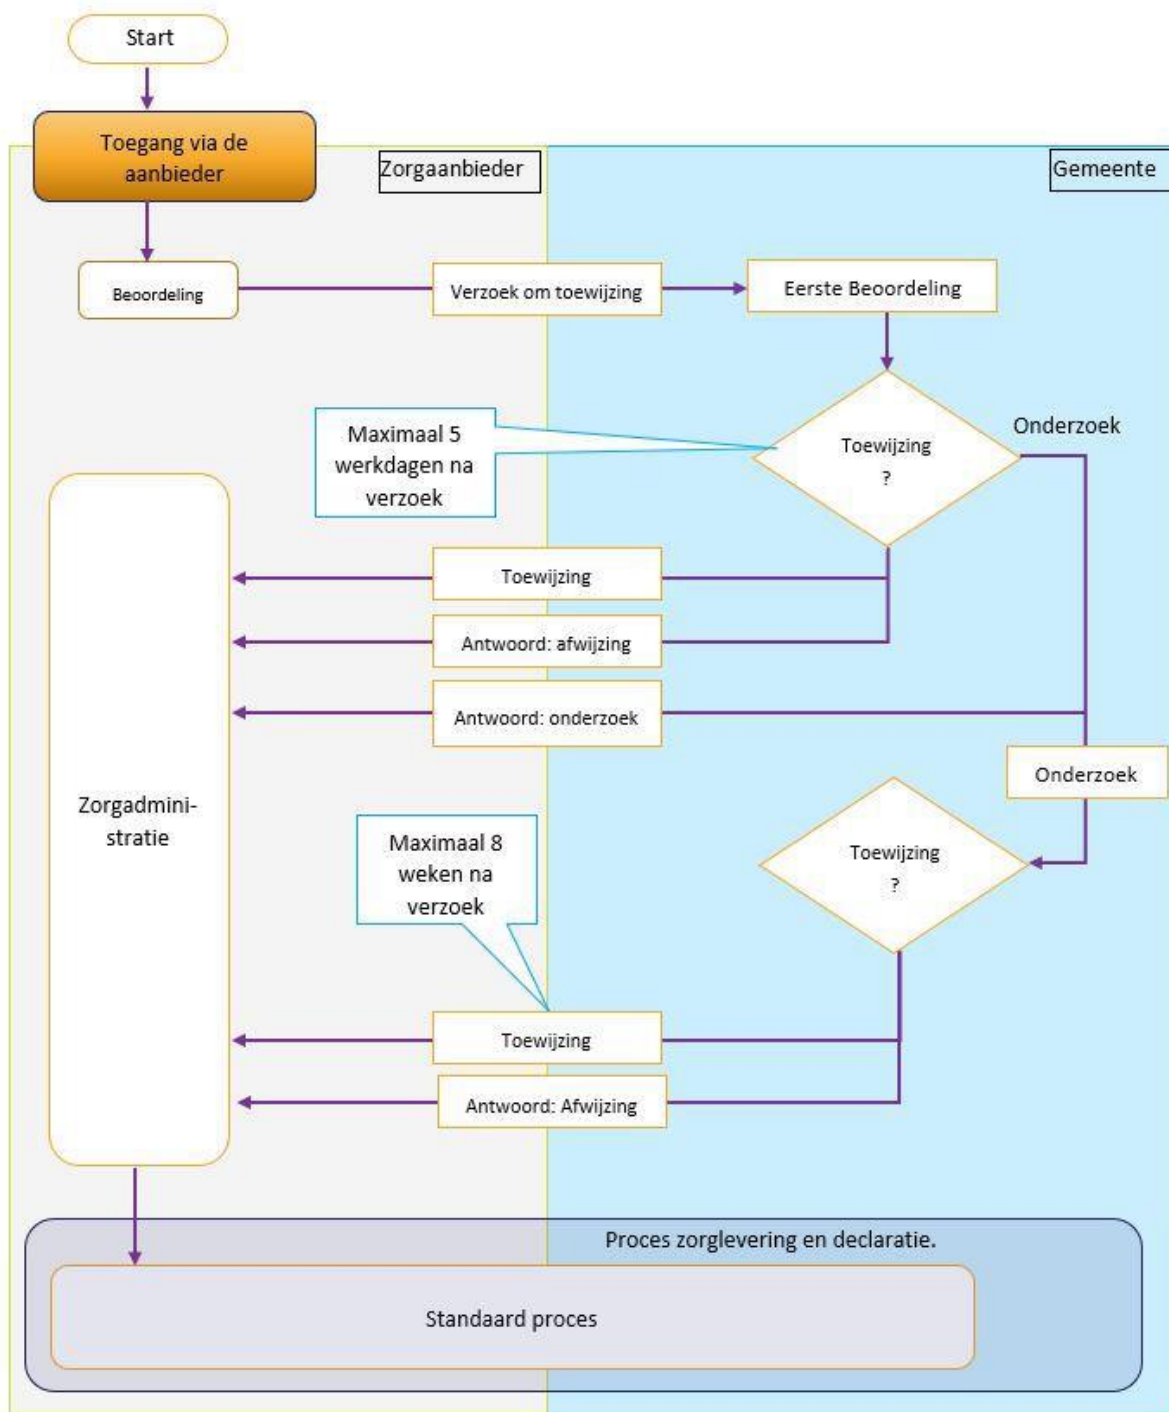 Start
Toegang via de
aanbieder
Zorgaanbieder
Gemeente
Beoordeling
Verzoek om toewijzing
Eerste Beoordeling
Maximaal 5
werkdagen na
verzoek
Toewijzing
?
Onderzoek
Toewijzing
Antwoord: afwijzing
Antwoord: onderzoek
Onderzoek
Zorgadmini-
stratie
Maximaal 8
weken na
verzoek
Toewijzing
?
Toewijzing
Antwoord: Afwijzing
Proces zorglevering en declaratie.
Standaard proces